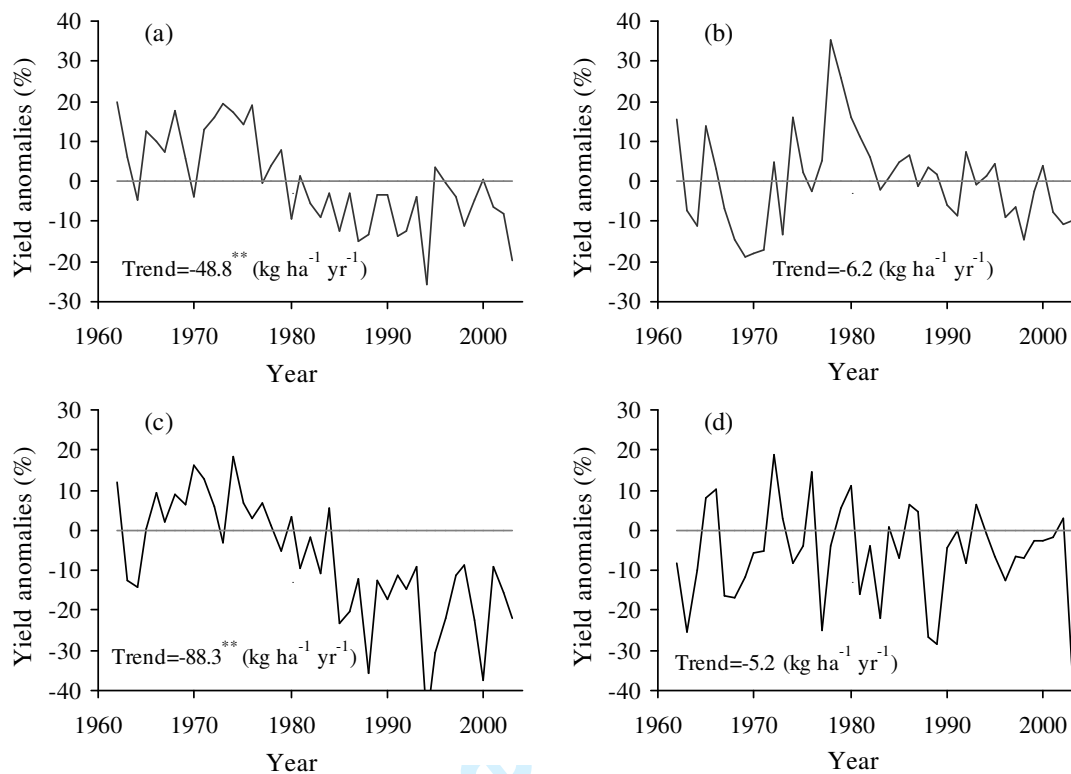 (a)
Yield anomalies (%)
40
30
20
10
0
-10
-20
-30
Trend=-48.8** (kg ha-1 yr-1)
1960 1970 1980 1990 2000
Year
(b)
Yield anomalies (%)
40
30
20
10
0
-10
-20
-30
Trend=-6.2 (kg ha-1 yr-1)
1960 1970 1980 1990 2000
Year
(c)
Yield anomalies (%)
30
20
10
0
-10
-20
-30
-40
Trend=-88.3** (kg ha-1 yr-1)
1960 1970 1980 1990 2000
Year
(d)
Yield anomalies (%)
30
20
10
0
-10
-20
-30
-40
Trend=-5.2 (kg ha-1 yr-1)
1960 1970 1980 1990 2000
Year